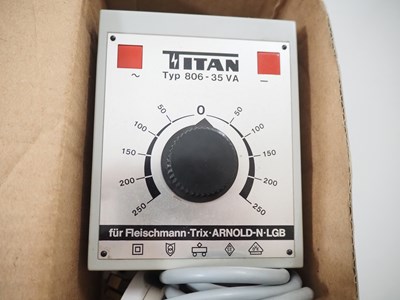 TITAN
Typ 806 · 35 VA
~ –
0
50 50
100 100
150 150
200 200
250 250
für Fleischmann·Trix·ARNOLD-N·LGB